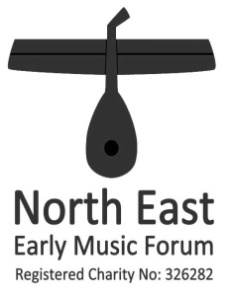 North East
Early Music Forum
Registered Charity No: 326282